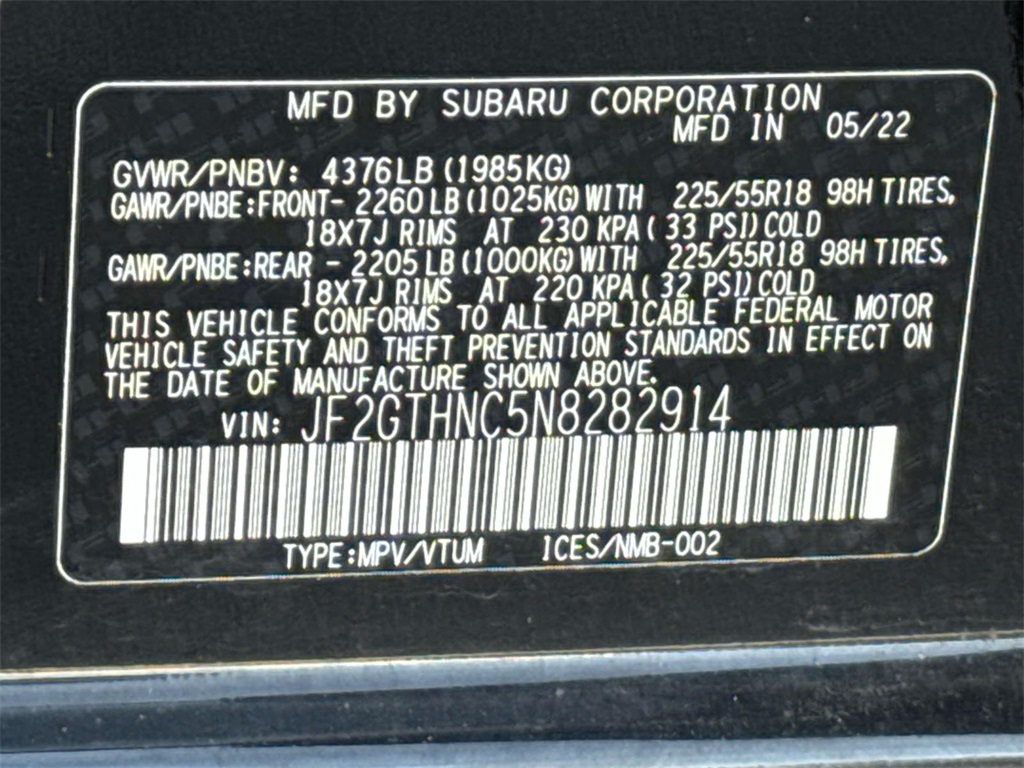 MFD BY SUBARU CORPORATION
MFD IN 05/22
GVWR/PNBV: 4376LB (1985KG)
GAWR/PNBE:FRONT- 2260 LB (1025KG) WITH 225/55R18 98H TIRES,
18X7J RIMS AT 230 KPA ( 33 PSI) COLD
GAWR/PNBE:REAR - 2205 LB (1000KG) WITH 225/55R18 98H TIRES,
18X7J RIMS AT 220 KPA ( 32 PSI) COLD
THIS VEHICLE CONFORMS TO ALL APPLICABLE FEDERAL MOTOR
VEHICLE SAFETY AND THEFT PREVENTION STANDARDS IN EFFECT ON
THE DATE OF MANUFACTURE SHOWN ABOVE.
VIN: JF2GTHNC5N8282914
TYPE:MPV/VTUM ICES/NMB-002